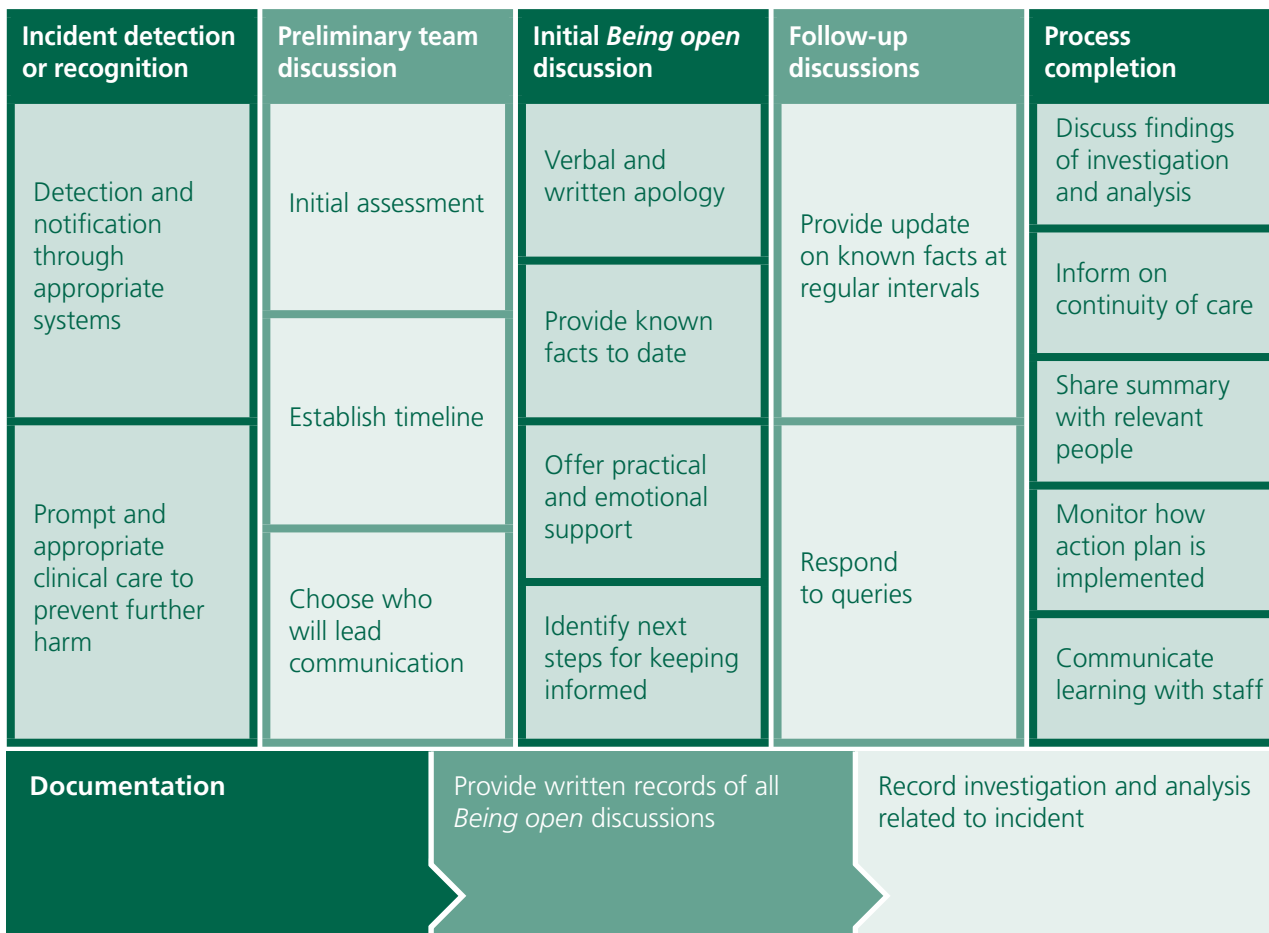 Incident detection
or recognition
Detection and
notification
through
appropriate
systems
Prompt and
appropriate
clinical care to
prevent further
harm
Preliminary team
discussion
Initial assessment
Establish timeline
Choose who
will lead
communication
Initial Being open
discussion
Verbal and
written apology
Provide known
facts to date
Offer practical
and emotional
support
Identify next
steps for keeping
informed
Follow-up
discussions
Provide update
on known facts at
regular intervals
Respond
to queries
Process
completion
Discuss findings
of investigation
and analysis
Inform on
continuity of care
Share summary
with relevant
people
Monitor how
action plan is
implemented
Communicate
learning with staff
Documentation
Provide written records of all
Being open discussions
Record investigation and analysis
related to incident